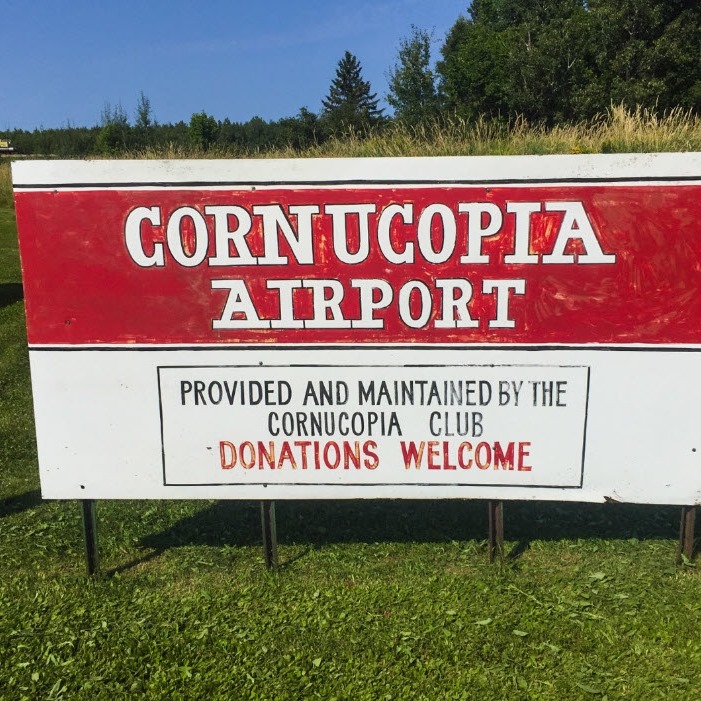 CORNUCOPIA
AIRPORT
PROVIDED AND MAINTAINED BY THE
CORNUCOPIA CLUB
DONATIONS WELCOME